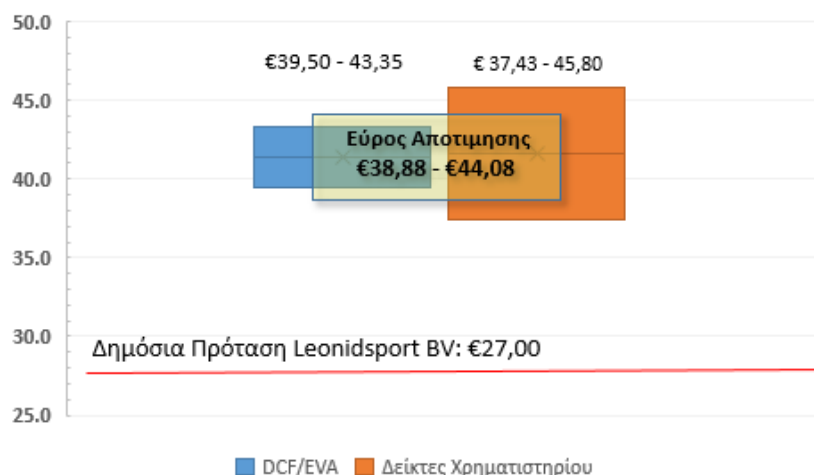 50.0
€39,50 - 43,35
€ 37,43 - 45,80
45.0
Εύρος Αποτιμησης
€38,88 - €44,08
40.0
35.0
30.0
Δημόσια Πρόταση Leonidsport BV: €27,00
25.0
DCF/EVA
Δείκτες Χρηματιστηρίου